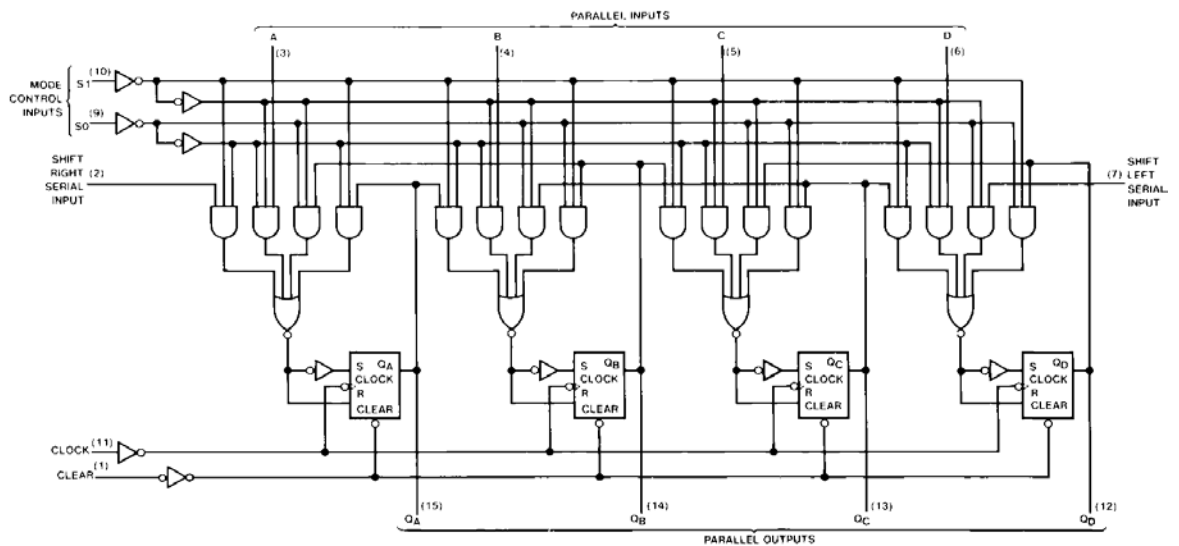 PARALLEL INPUTS
A B C D
(3) (4) (5) (6)
MODE
CONTROL
INPUTS
S1 (10)
S0 (9)
SHIFT
RIGHT
SERIAL
INPUT
(2)
SHIFT
LEFT
SERIAL
INPUT
(7)
S QA
CLOCK
R
CLEAR
S QB
CLOCK
R
CLEAR
S QC
CLOCK
R
CLEAR
S QD
CLOCK
R
CLEAR
CLOCK (11)
CLEAR (1)
(15) (14) (13) (12)
QA QB QC QD
PARALLEL OUTPUTS